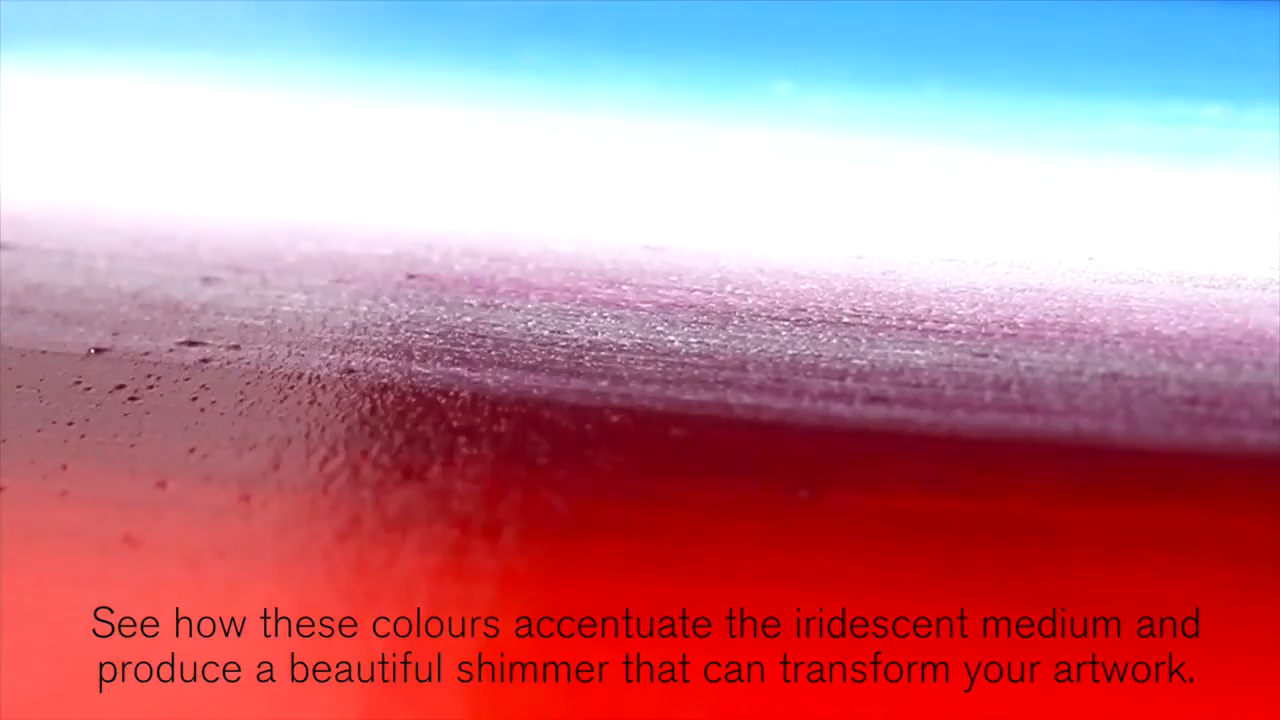 See how these colours accentuate the iridescent medium and
produce a beautiful shimmer that can transform your artwork.